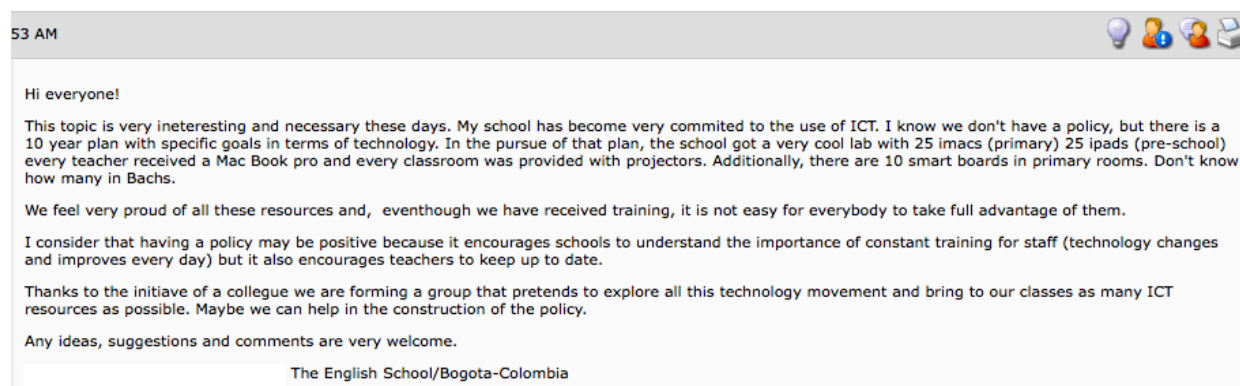 53 AM
Hi everyone!
This topic is very ineteresting and necessary these days. My school has become very commited to the use of ICT. I know we don't have a policy, but there is a
10 year plan with specific goals in terms of technology. In the pursue of that plan, the school got a very cool lab with 25 imacs (primary) 25 ipads (pre-school)
every teacher received a Mac Book pro and every classroom was provided with projectors. Additionally, there are 10 smart boards in primary rooms. Don't know
how many in Bachs.
We feel very proud of all these resources and, eventhough we have received training, it is not easy for everybody to take full advantage of them.
I consider that having a policy may be positive because it encourages schools to understand the importance of constant training for staff (technology changes
and improves every day) but it also encourages teachers to keep up to date.
Thanks to the initiave of a collegue we are forming a group that pretends to explore all this technology movement and bring to our classes as many ICT
resources as possible. Maybe we can help in the construction of the policy.
Any ideas, suggestions and comments are very welcome.
The English School/Bogota-Colombia